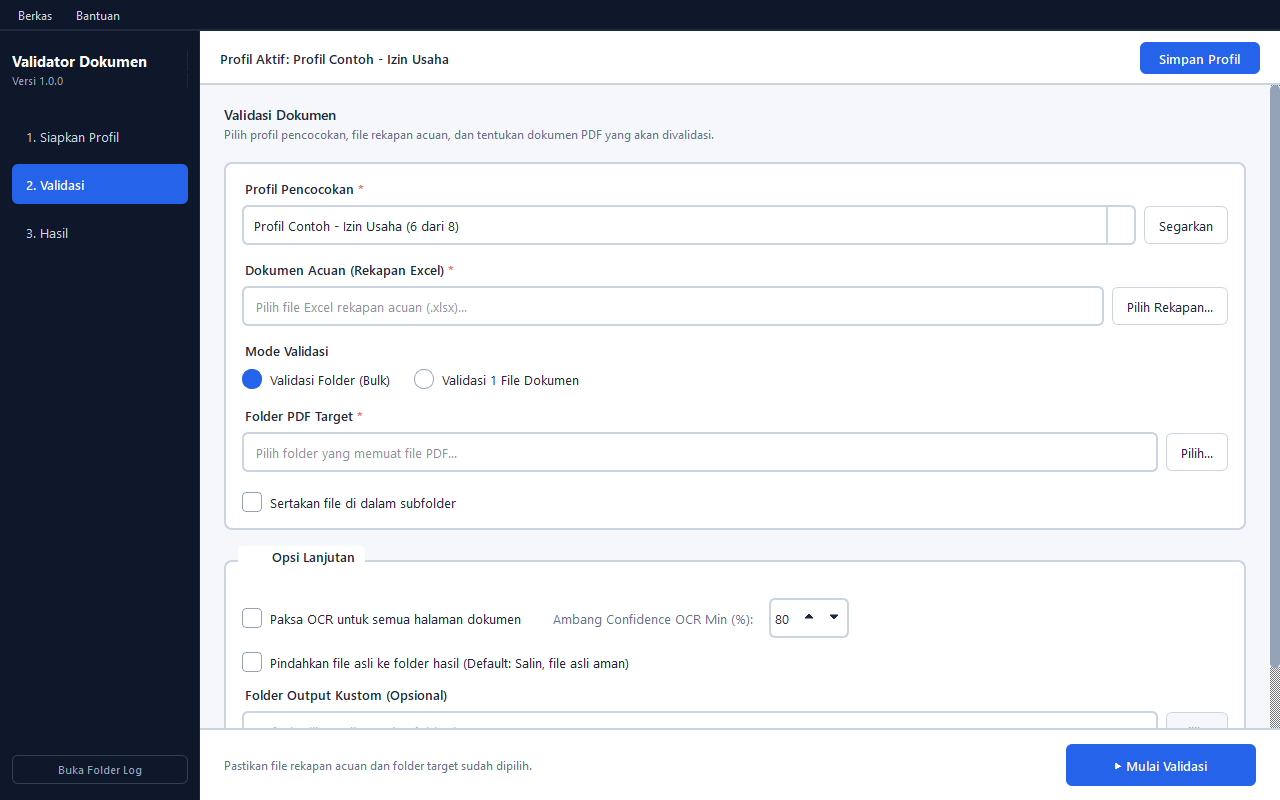 Berkas Bantuan
Validator Dokumen
Versi 1.0.0
1. Siapkan Profil
2. Validasi
3. Hasil
Buka Folder Log
Profil Aktif: Profil Contoh - Izin Usaha
Simpan Profil
Validasi Dokumen
Pilih profil pencocokan, file rekapan acuan, dan tentukan dokumen PDF yang akan divalidasi.
Profil Pencocokan *
Profil Contoh - Izin Usaha (6 dari 8)
Segarkan
Dokumen Acuan (Rekapan Excel) *
Pilih file Excel rekapan acuan (.xlsx)...
Pilih Rekapan...
Mode Validasi
Validasi Folder (Bulk)
Validasi 1 File Dokumen
Folder PDF Target *
Pilih folder yang memuat file PDF...
Pilih...
Sertakan file di dalam subfolder
Opsi Lanjutan
Paksa OCR untuk semua halaman dokumen
Ambang Confidence OCR Min (%):
80
Pindahkan file asli ke folder hasil (Default: Salin, file asli aman)
Folder Output Kustom (Opsional)
Pastikan file rekapan acuan dan folder target sudah dipilih.
Mulai Validasi